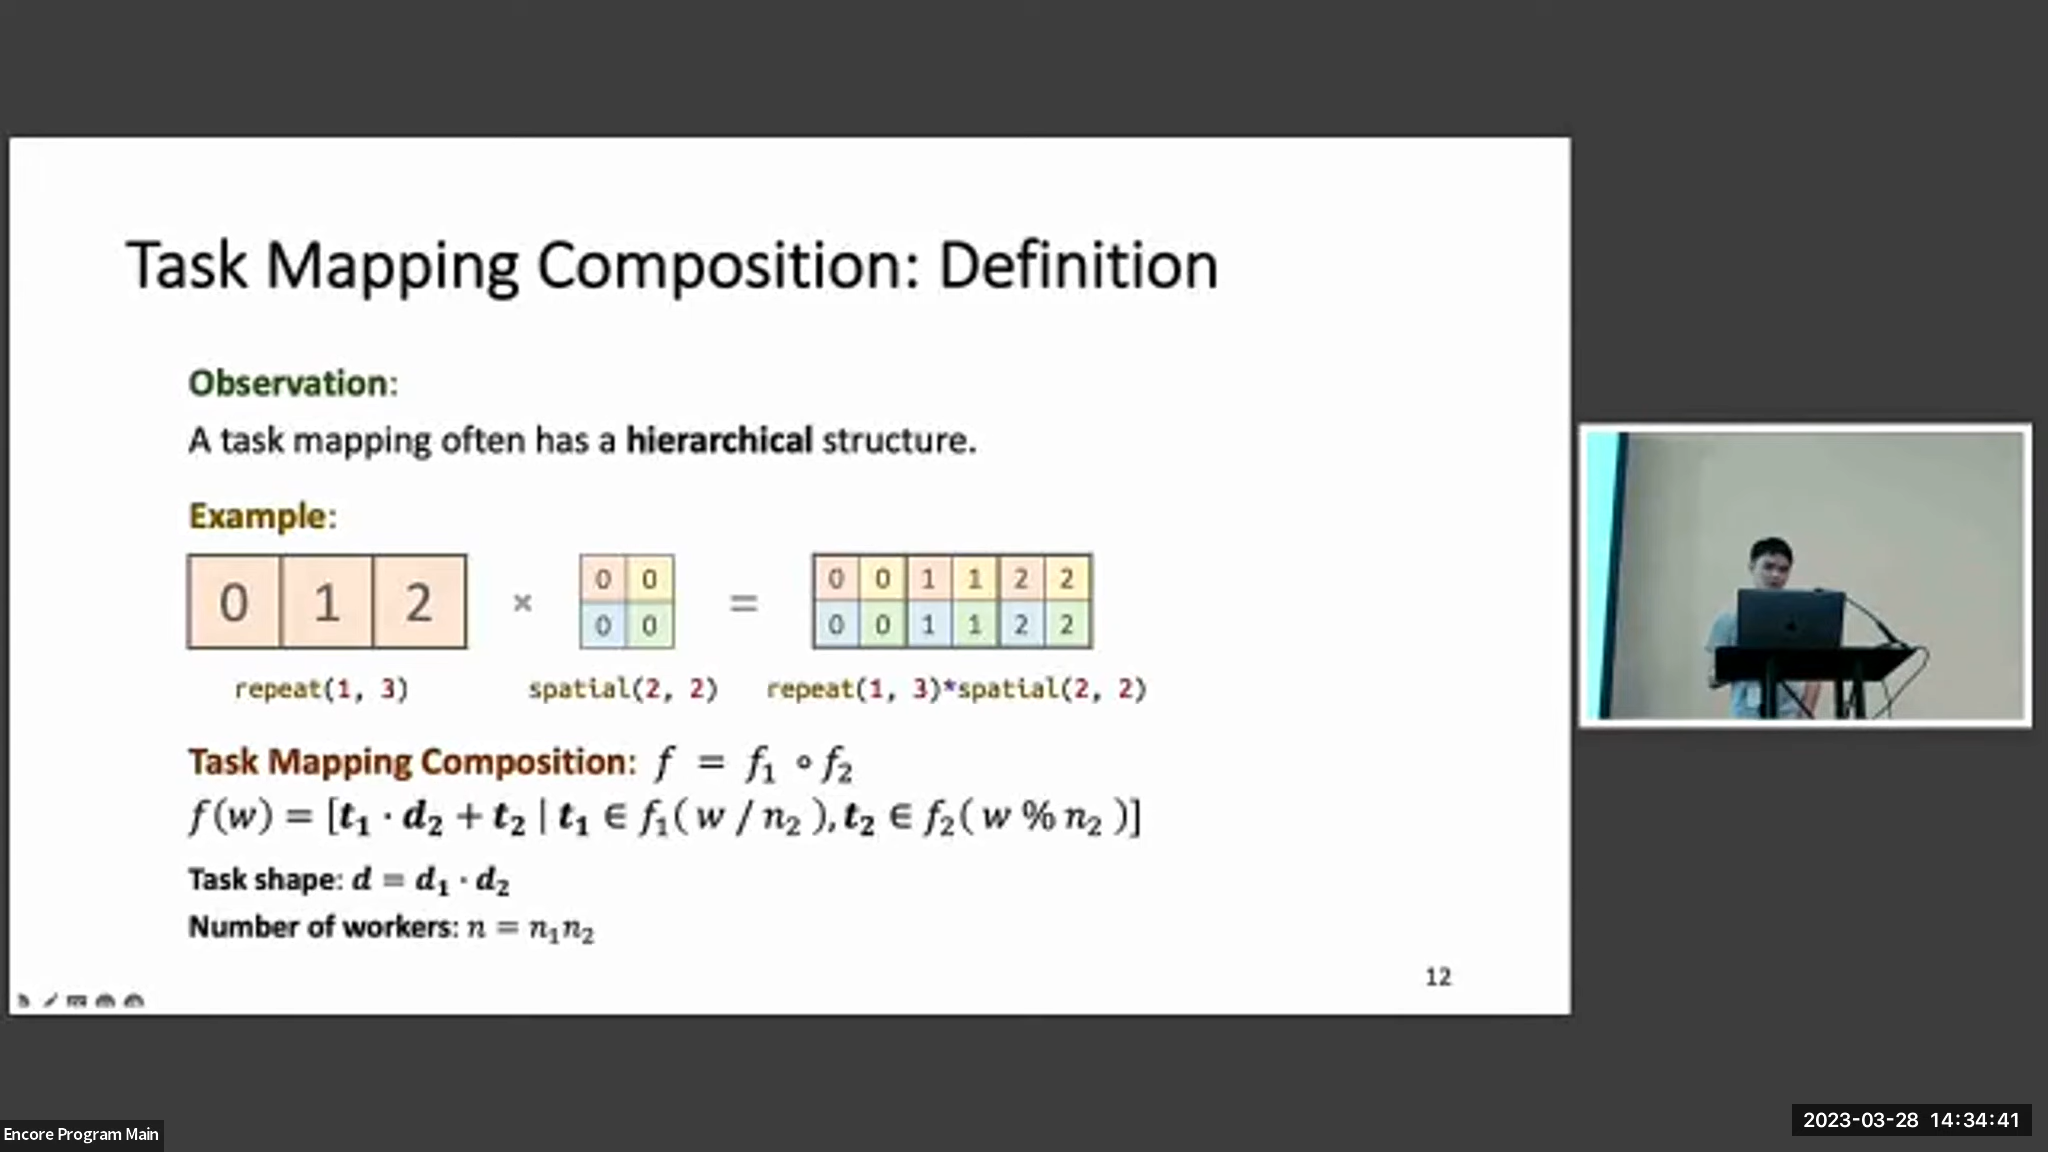 Task Mapping Composition: Definition
Observation:
A task mapping often has a hierarchical structure.
Example:
0 1 2 × 0 0 = 0 0 1 1 2 2
0 0 0 0 1 1 2 2
repeat(1, 3) spatial(2, 2) repeat(1, 3)*spatial(2, 2)
Task Mapping Composition: f = f₁ ∘ f₂
f(w) = [t₁ · d₂ + t₂ | t₁ ∈ f₁( w / n₂ ), t₂ ∈ f₂( w % n₂ )]
Task shape: d = d₁ · d₂
Number of workers: n = n₁n₂
12
Encore Program Main
2023-03-28 14:34:41